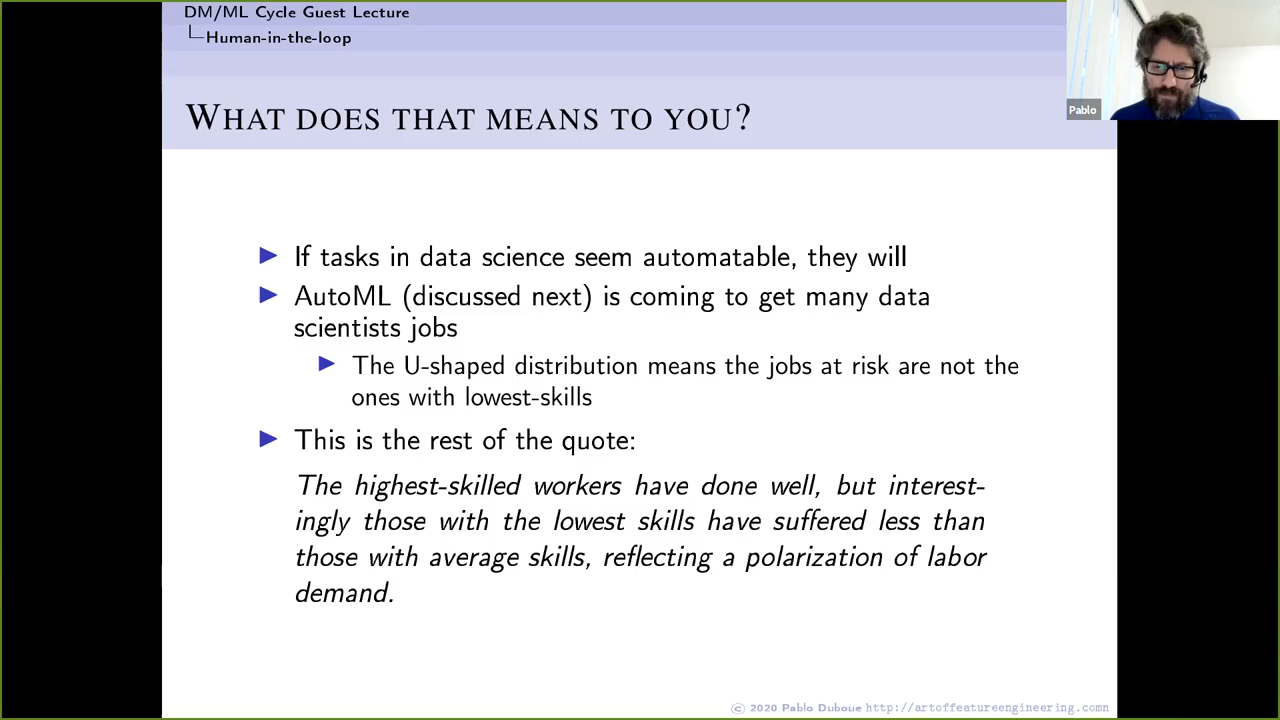 DM/ML Cycle Guest Lecture
Human-in-the-loop
WHAT DOES THAT MEANS TO YOU?
If tasks in data science seem automatable, they will
AutoML (discussed next) is coming to get many data
scientists jobs
The U-shaped distribution means the jobs at risk are not the
ones with lowest-skills
This is the rest of the quote:
The highest-skilled workers have done well, but interest-
ingly those with the lowest skills have suffered less than
those with average skills, reflecting a polarization of labor
demand.
© 2020 Pablo Duboue http://artoffeatureengineering.comn
Pablo